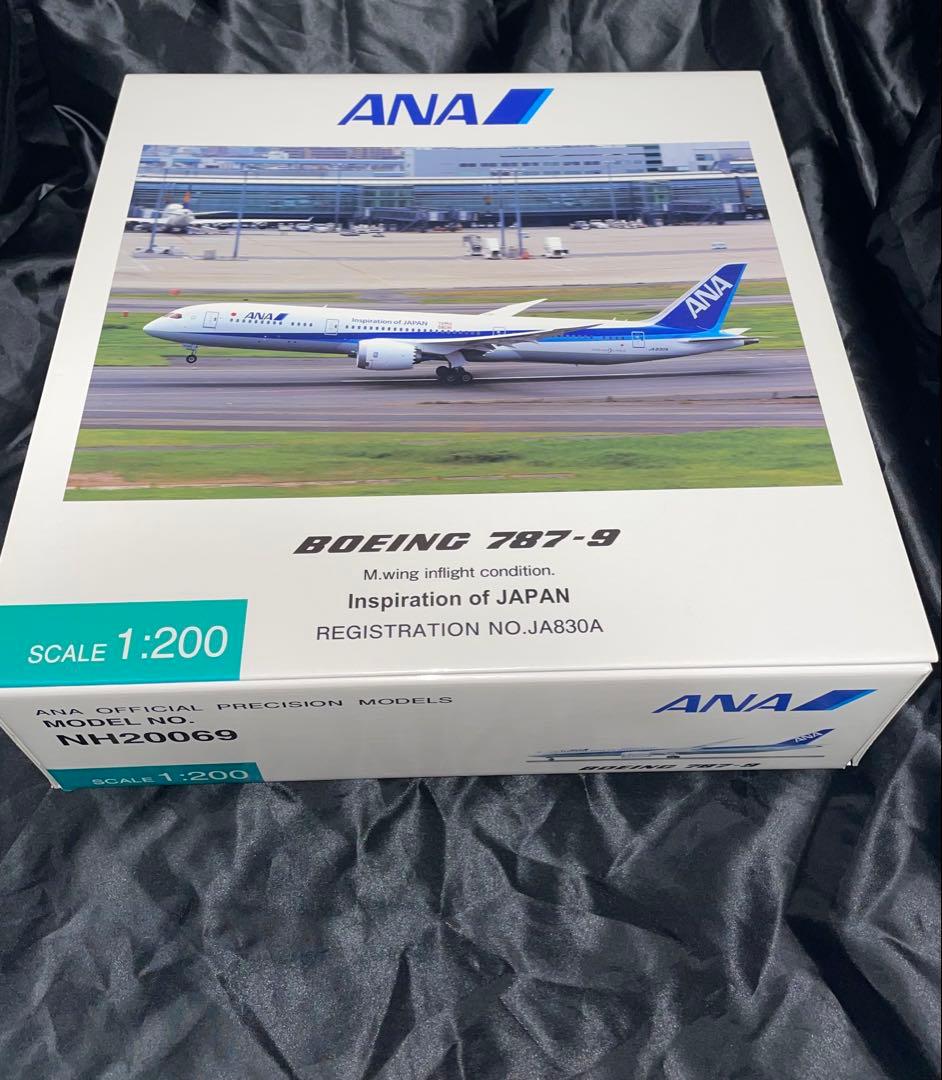 ANA
ANA
Inspiration of JAPAN
ANA
BOEING 787-9
M.wing inflight condition.
Inspiration of JAPAN
REGISTRATION NO.JA830A
SCALE 1:200
ANA OFFICIAL PRECISION MODELS
MODEL NO.
NH20069
SCALE 1:200
ANA
ANA
BOEING 787-9